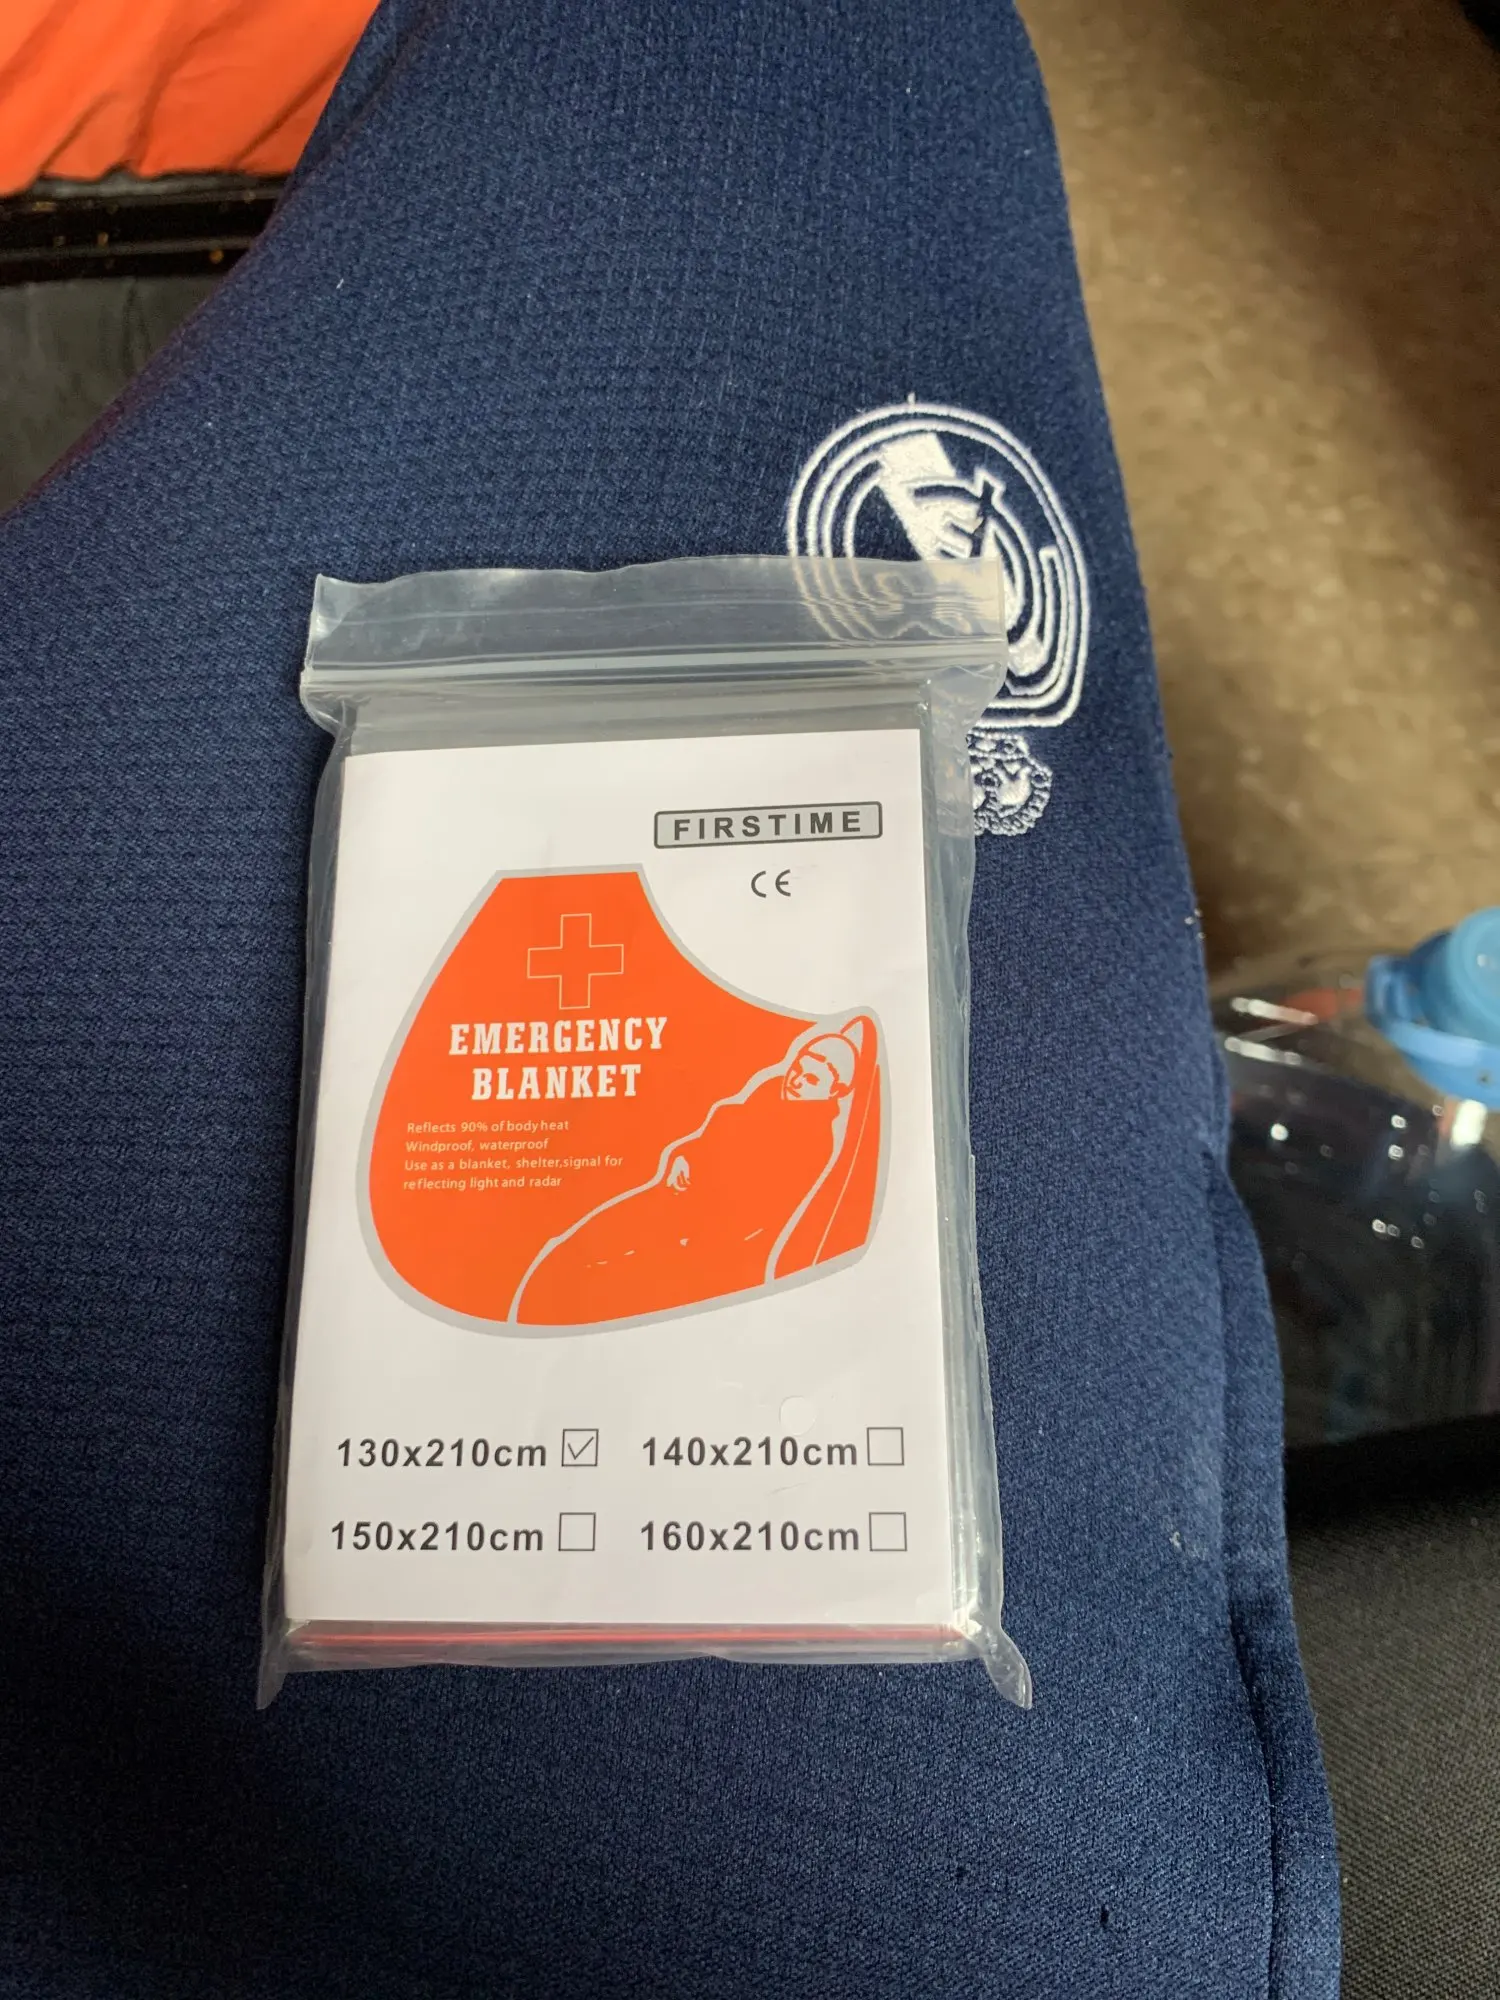 FIRSTIME
CE
EMERGENCY
BLANKET
Reflects 90% of body heat
Windproof, waterproof
Use as a blanket, shelter,signal for
reflecting light and radar
130x210cm
140x210cm
150x210cm
160x210cm